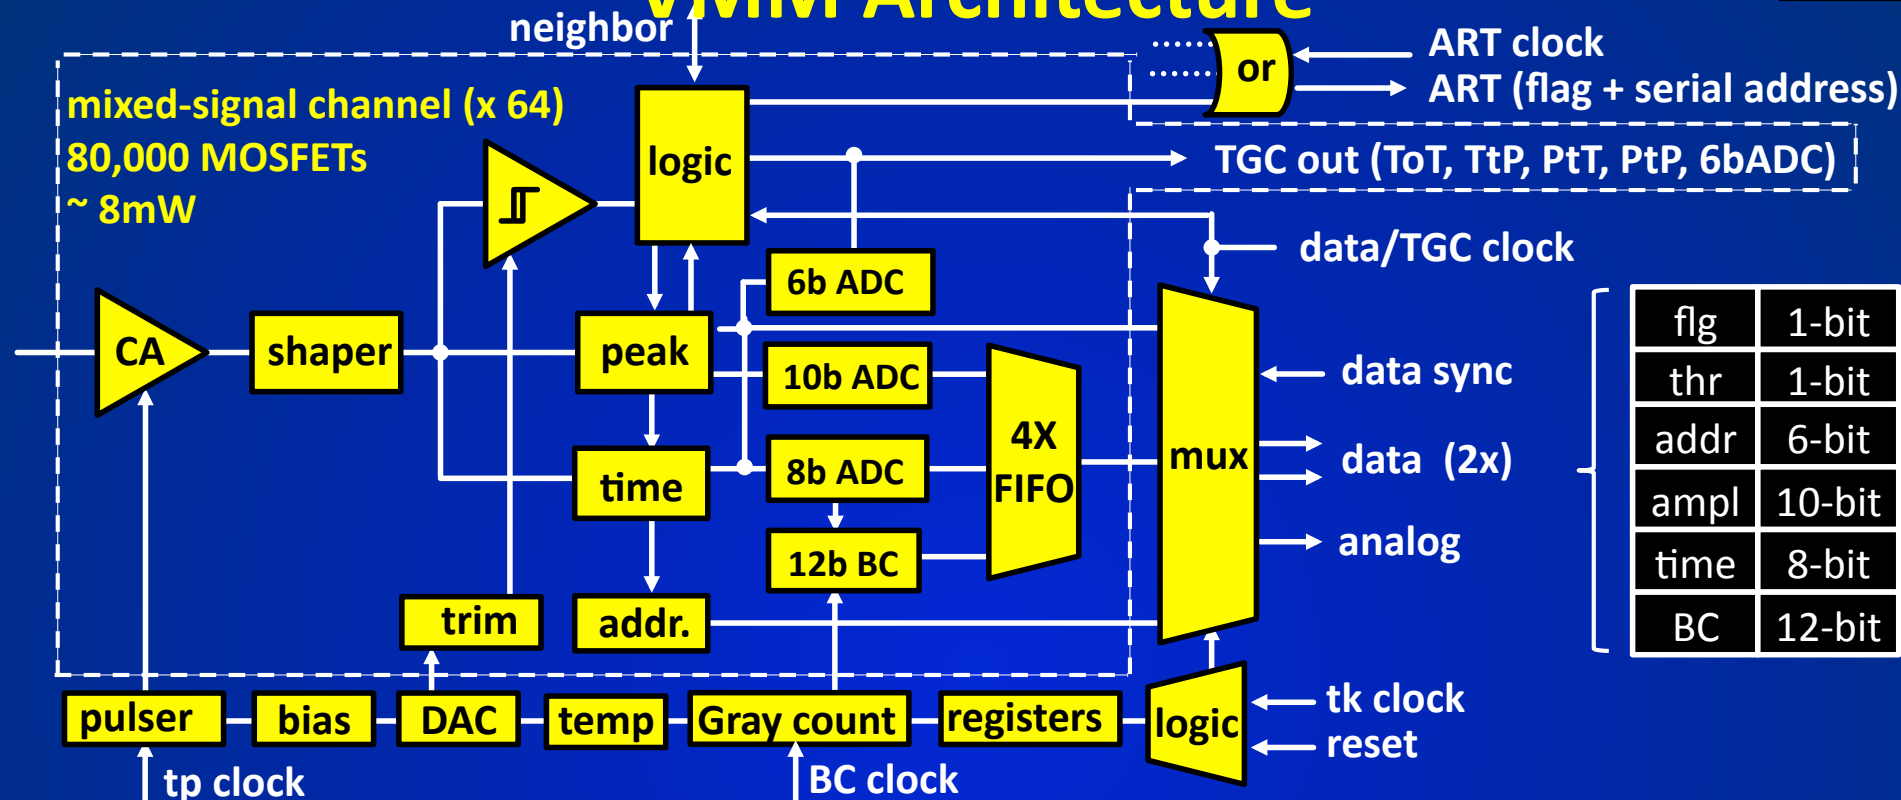 VMM Architecture
neighbor
ART clock
or
ART (flag + serial address)
mixed-signal channel (x 64)
80,000 MOSFETs
~ 8mW
logic
TGC out (ToT, TtP, PtT, PtP, 6bADC)
data/TGC clock
6b ADC
CA
shaper
peak
10b ADC
data sync
4X
FIFO
mux
data (2x)
time
8b ADC
analog
12b BC
trim
addr.
flg 1-bit
thr 1-bit
addr 6-bit
ampl 10-bit
time 8-bit
BC 12-bit
pulser
bias
DAC
temp
Gray count
registers
logic
tk clock
reset
tp clock
BC clock